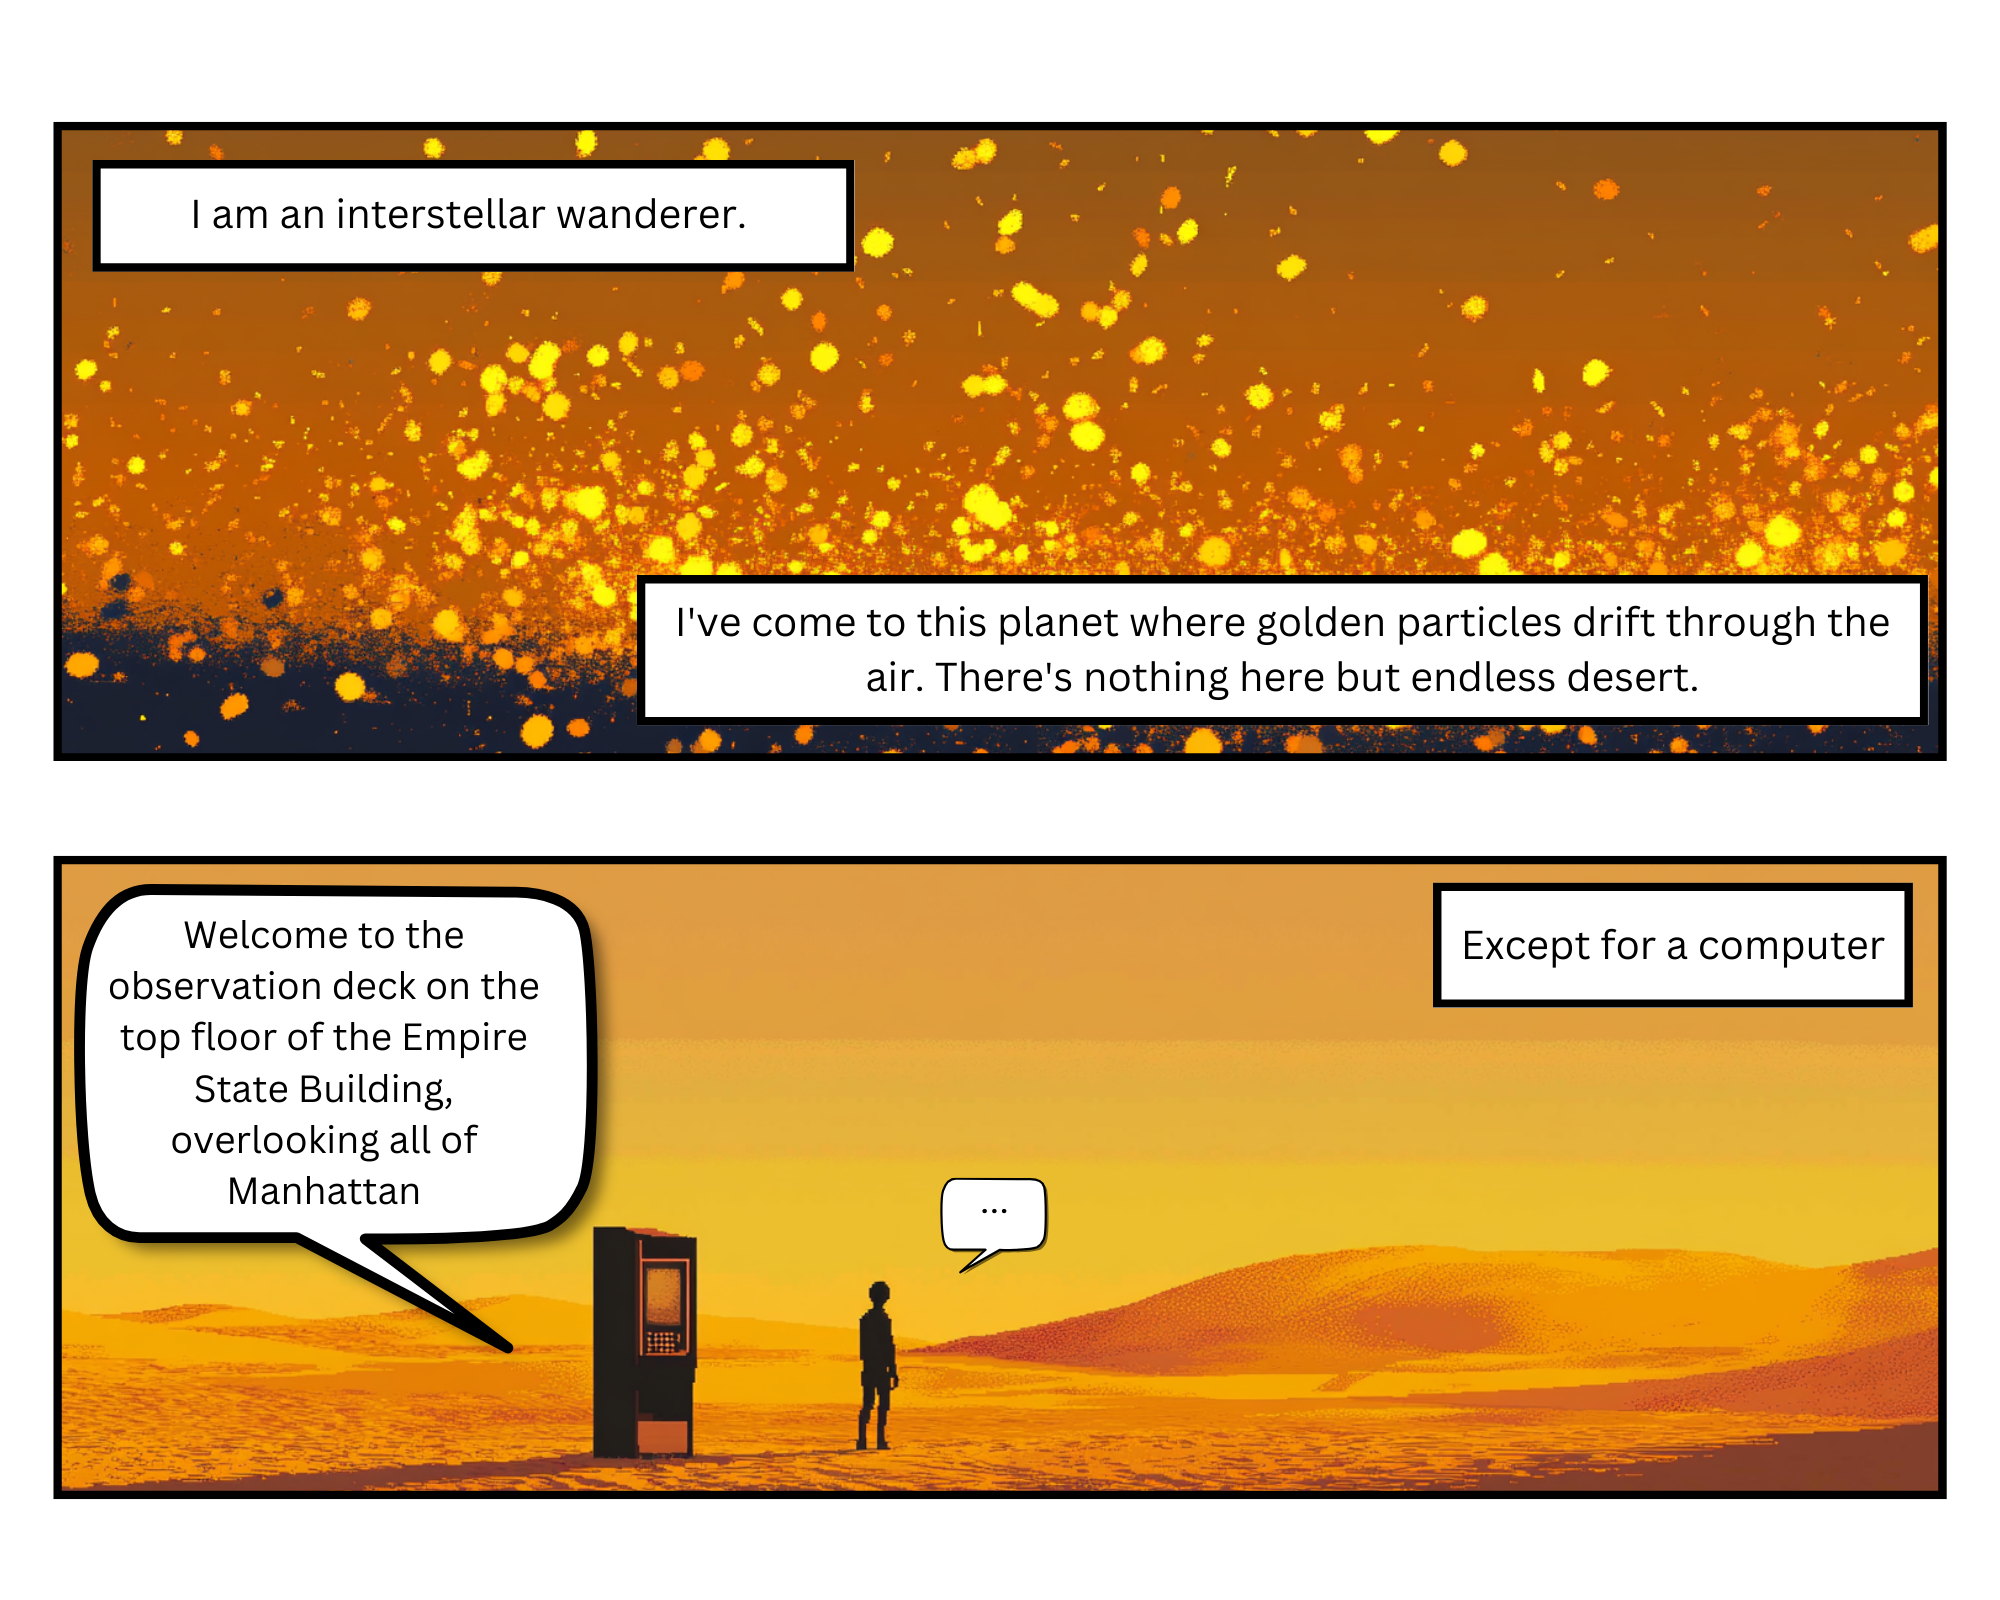 I am an interstellar wanderer.
I've come to this planet where golden particles drift through the
air. There's nothing here but endless desert.
Welcome to the
observation deck on the
top floor of the Empire
State Building,
overlooking all of
Manhattan
Except for a computer
...